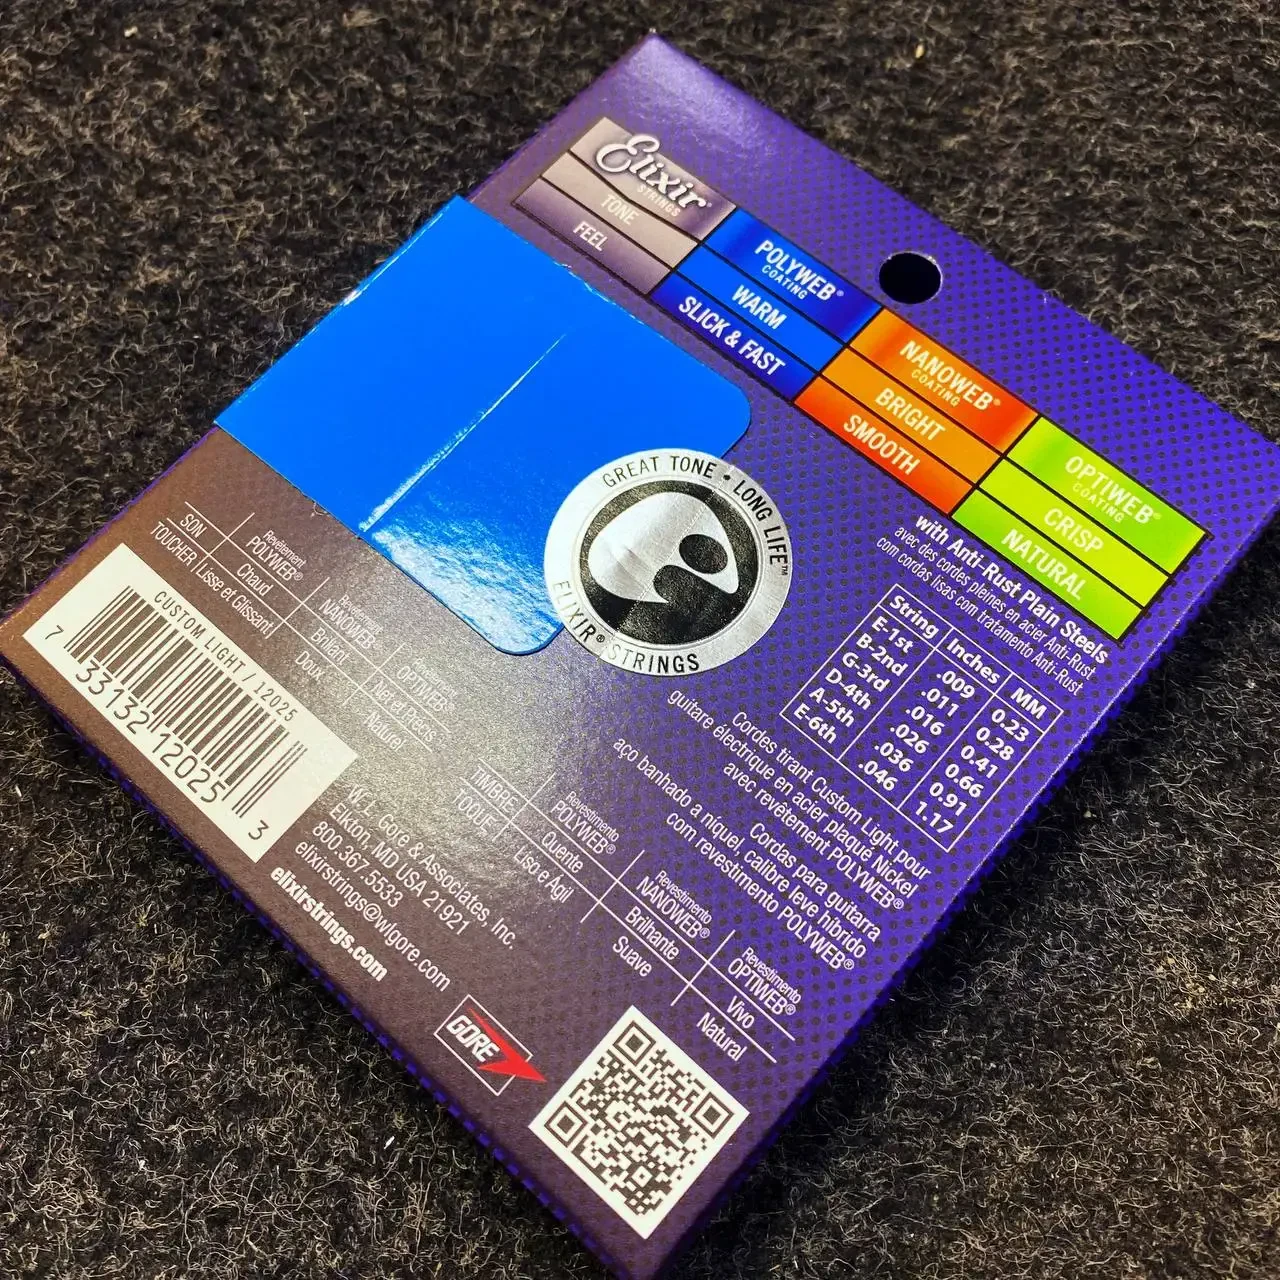 Elixir®
STRINGS
TONE
FEEL
POLYWEB®
COATING
WARM
SLICK & FAST
NANOWEB®
COATING
BRIGHT
SMOOTH
OPTIWEB®
COATING
CRISP
NATURAL
GREAT TONE • LONG LIFE™
ELIXIR® STRINGS
with Anti-Rust Plain Steels
avec des cordes pleines en acier Anti-Rust
com cordas lisas com tratamento Anti-Rust
String Inches MM
E-1st .009 0.23
B-2nd .011 0.28
G-3rd .016 0.41
D-4th .026 0.66
A-5th .036 0.91
E-6th .046 1.17
Cordes tirant Custom Light pour
guitare électrique en acier plaqué Nickel
avec revêtement POLYWEB®
Cordas para guitarra
aço banhado a níquel, calibre leve híbrido
com revestimento POLYWEB®
SON
TOUCHER
Revêtement
POLYWEB®
Chaud
Lisse et Glissant
Revêtement
NANOWEB®
Brillant
Doux
OPTIWEB®
Clair et Précis
Naturel
TIMBRE
TOQUE
Revestimento
POLYWEB®
Quente
Liso e Ágil
Revestimento
NANOWEB®
Brilhante
Suave
Revestimento
OPTIWEB®
Vivo
Natural
CUSTOM LIGHT / 12025
7 33132 12025 3
W. L. Gore & Associates, Inc.
Elkton, MD USA 21921
800.367.5533
elixirstrings@wlgore.com
elixirstrings.com
GORE